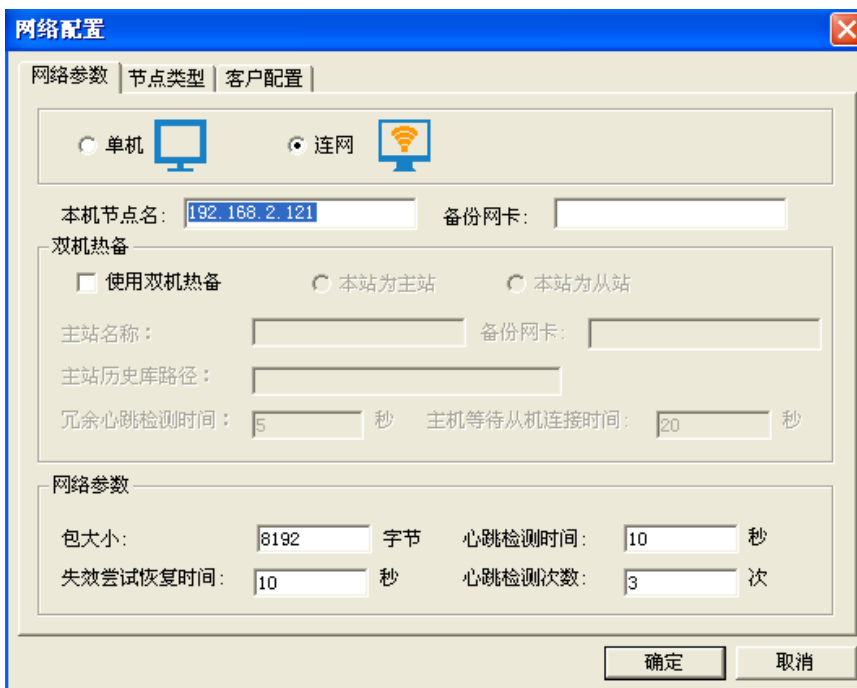 网络配置
网络参数 节点类型 客户配置
单机 连网
本机节点名: 192.168.2.121 备份网卡:
双机热备
使用双机热备 本站为主站 本站为从站
主站名称: 备份网卡:
主站历史库路径:
冗余心跳检测时间: 5 秒 主机等待从机连接时间: 20 秒
网络参数
包大小: 8192 字节 心跳检测时间: 10 秒
失效尝试恢复时间: 10 秒 心跳检测次数: 3 次
确定 取消